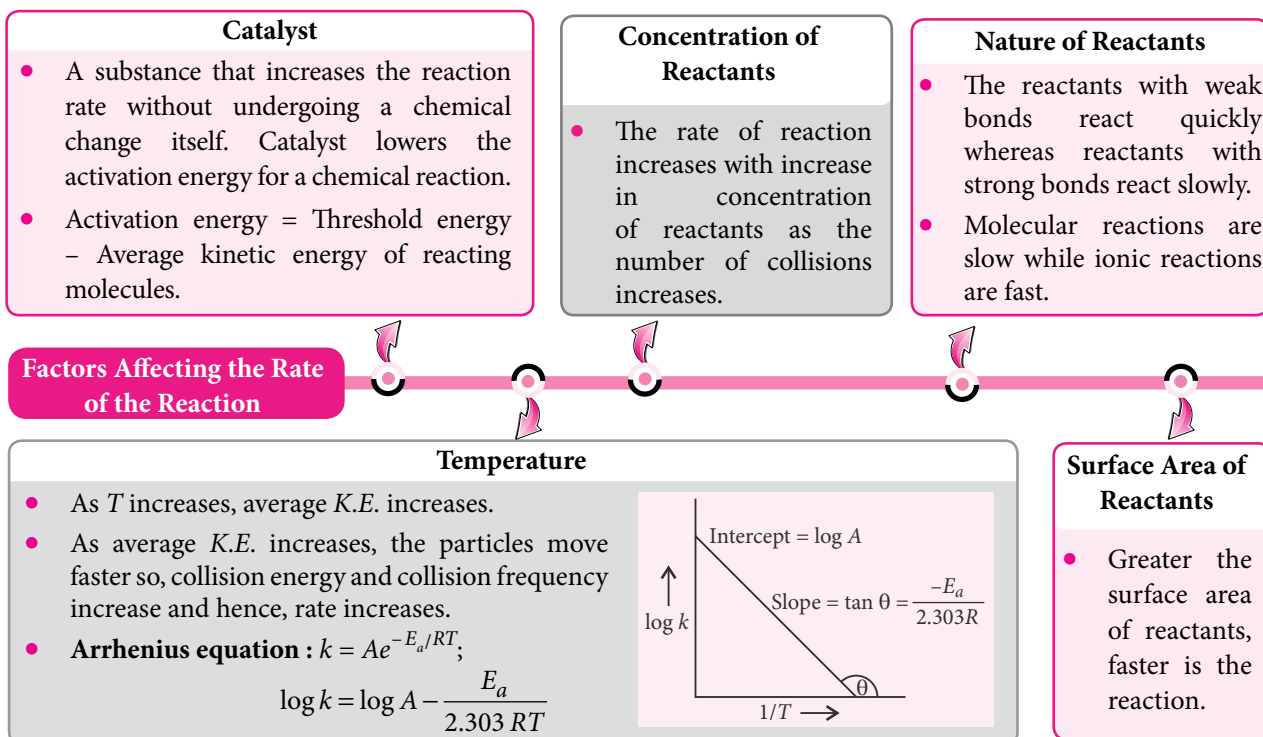 Catalyst
• A substance that increases the reaction
rate without undergoing a chemical
change itself. Catalyst lowers the
activation energy for a chemical reaction.
• Activation energy = Threshold energy
– Average kinetic energy of reacting
molecules.
Concentration of
Reactants
• The rate of reaction
increases with increase
in concentration
of reactants as the
number of collisions
increases.
Nature of Reactants
• The reactants with weak
bonds react quickly
whereas reactants with
strong bonds react slowly.
• Molecular reactions are
slow while ionic reactions
are fast.
Factors Affecting the Rate
of the Reaction
Temperature
• As T increases, average K.E. increases.
• As average K.E. increases, the particles move
faster so, collision energy and collision frequency
increase and hence, rate increases.
• Arrhenius equation : k = Ae^{–E_a/RT};
log k = log A – E_a / 2.303 RT
Intercept = log A
Slope = tan θ = –E_a / 2.303R
log k
θ
1/T
Surface Area of
Reactants
• Greater the
surface area
of reactants,
faster is the
reaction.